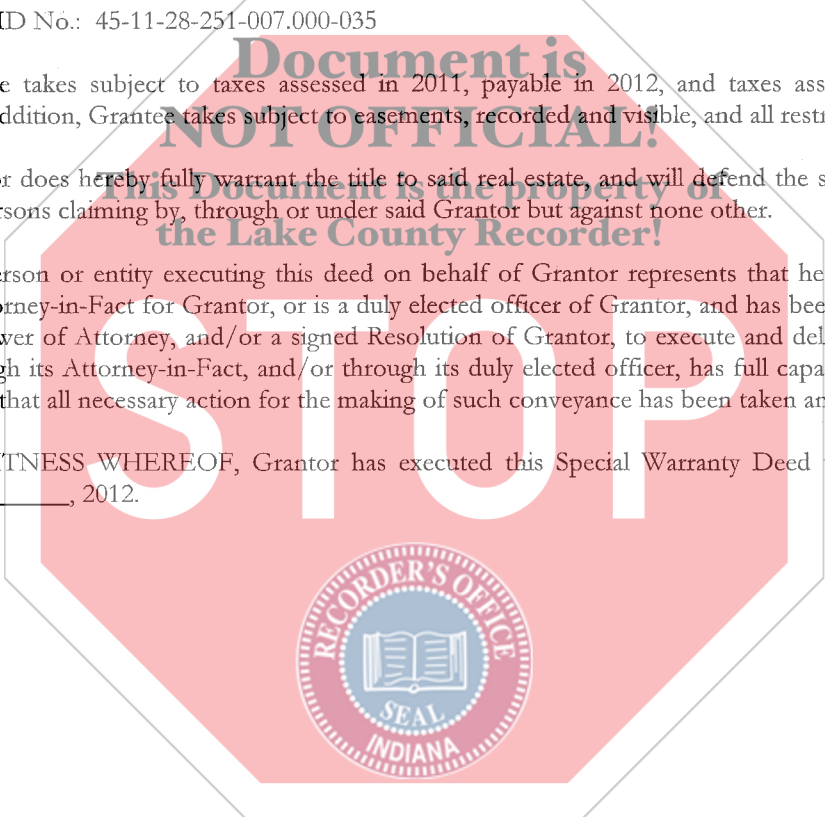 ID No.: 45-11-28-251-007.000-035
Document is
e takes subject to taxes assessed in 2011, payable in 2012, and taxes ass
ddition, Grantee takes subject to easements, recorded and visible, and all restr
NOT OFFICIAL!
or does hereby fully warrant the title to said real estate, and will defend the s
This Document is the property of
rsons claiming by, through or under said Grantor but against none other.
the Lake County Recorder!
erson or entity executing this deed on behalf of Grantor represents that he
orney-in-Fact for Grantor, or is a duly elected officer of Grantor, and has bee
wer of Attorney, and/or a signed Resolution of Grantor, to execute and del
gh its Attorney-in-Fact, and/or through its duly elected officer, has full capa
that all necessary action for the making of such conveyance has been taken an
STOP
ITNESS WHEREOF, Grantor has executed this Special Warranty Deed
______, 2012.
RECORDER'S OFFICE
SEAL
INDIANA